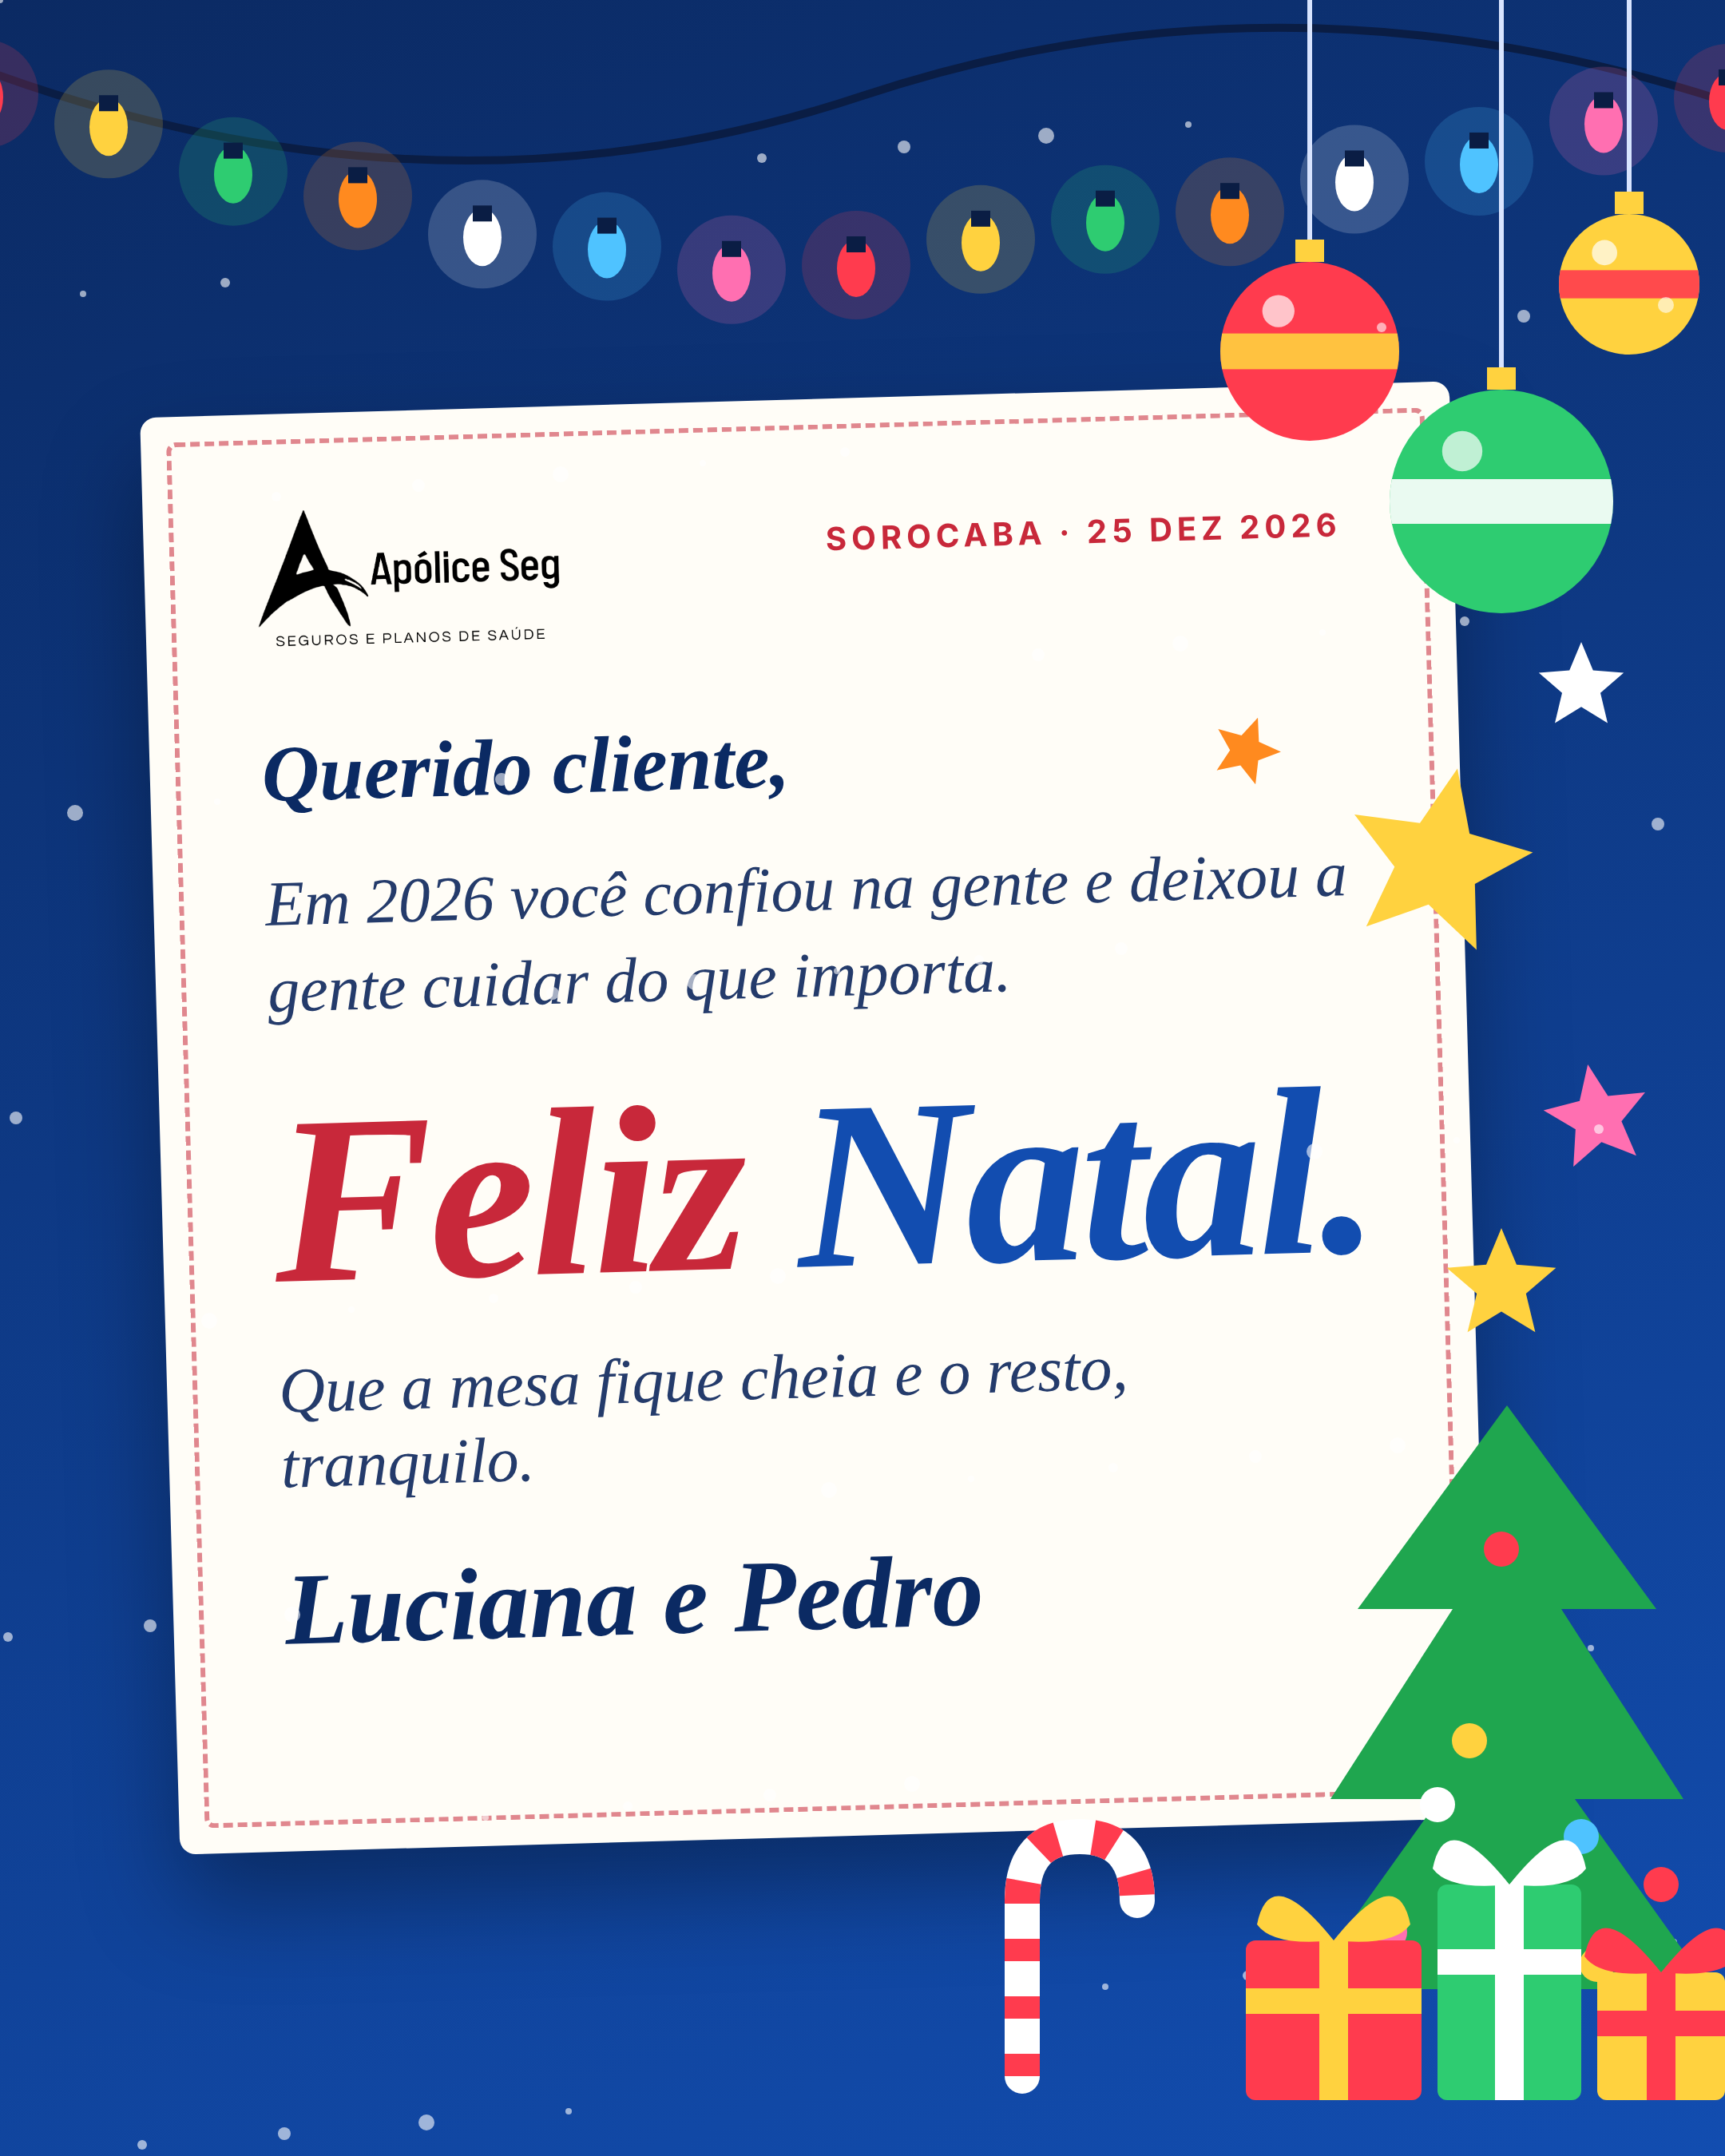 Apólice Seg
SEGUROS E PLANOS DE SAÚDE
SOROCABA · 25 DEZ 2026
Querido cliente,
Em 2026 você confiou na gente e deixou a
gente cuidar do que importa.
Feliz Natal.
Que a mesa fique cheia e o resto,
tranquilo.
Luciana e Pedro